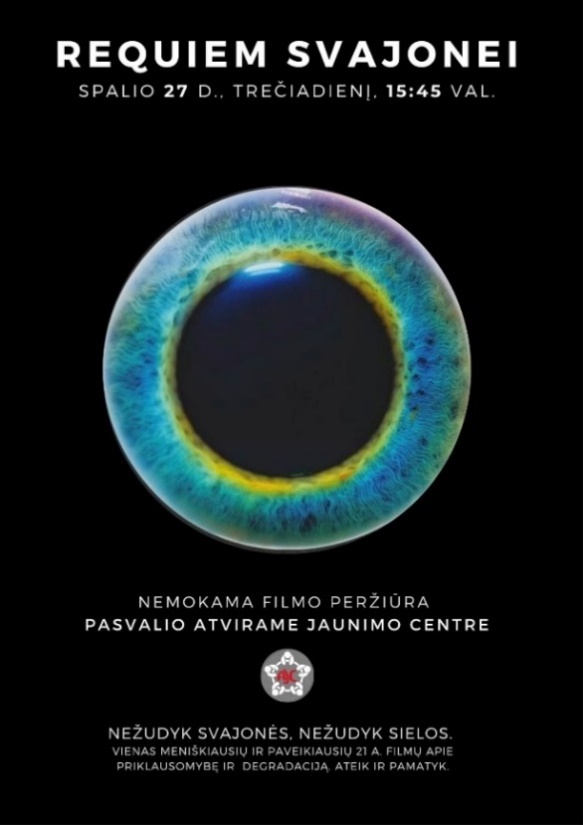 REQUIEM SVAJONEI
SPALIO 27 D., TREČIADIENĮ, 15:45 VAL.
NEMOKAMA FILMO PERŽIŪRA
PASVALIO ATVIRAME JAUNIMO CENTRE
NEŽUDYK SVAJONĖS, NEŽUDYK SIELOS.
VIENAS MENIŠKIAUSIŲ IR PAVEIKIAUSIŲ 21 A. FILMŲ APIE
PRIKLAUSOMYBĘ IR DEGRADACIJĄ. ATEIK IR PAMATYK.